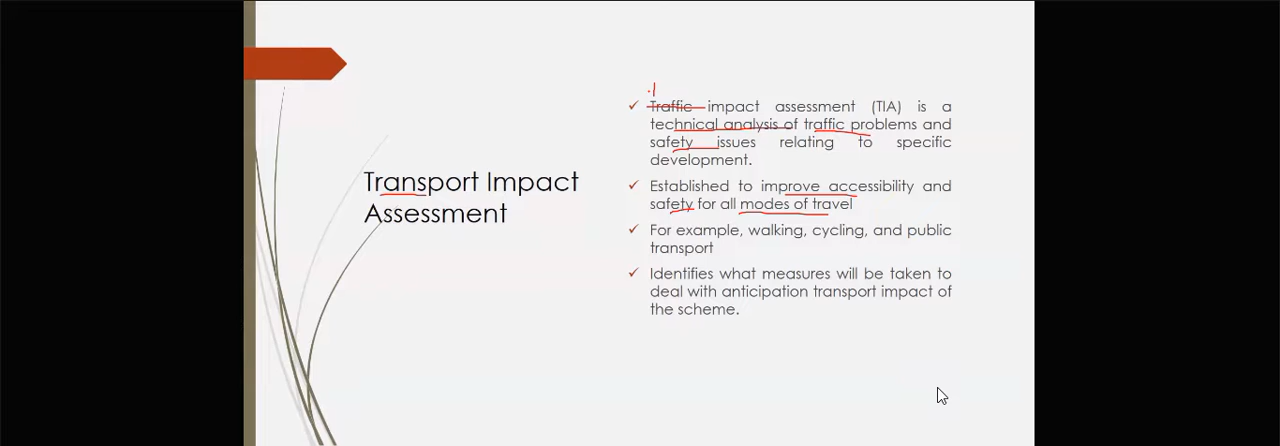 Transport Impact
Assessment
Traffic impact assessment (TIA) is a
technical analysis of traffic problems and
safety issues relating to specific
development.
Established to improve accessibility and
safety for all modes of travel
For example, walking, cycling, and public
transport
Identifies what measures will be taken to
deal with anticipation transport impact of
the scheme.